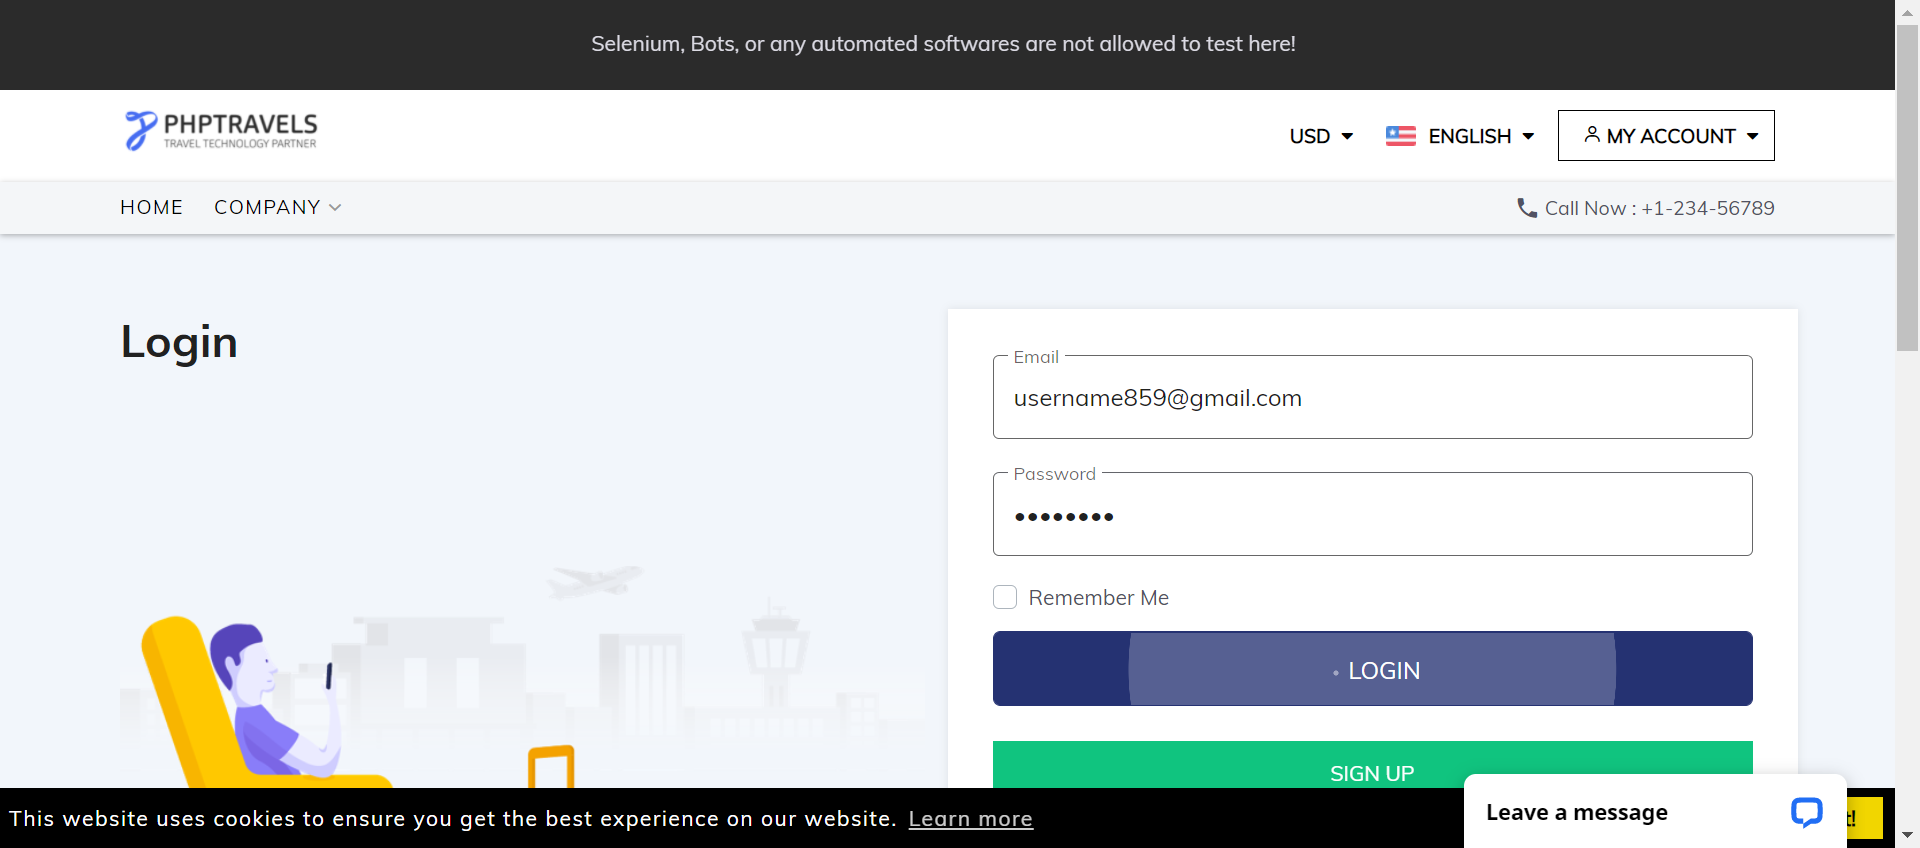 Selenium, Bots, or any automated softwares are not allowed to test here!
PHPTRAVELS
TRAVEL TECHNOLOGY PARTNER
USD
ENGLISH
MY ACCOUNT
HOME
COMPANY
Call Now : +1-234-56789
Login
Email
username859@gmail.com
Password
••••••••
Remember Me
LOGIN
SIGN UP
This website uses cookies to ensure you get the best experience on our website. Learn more
Leave a message